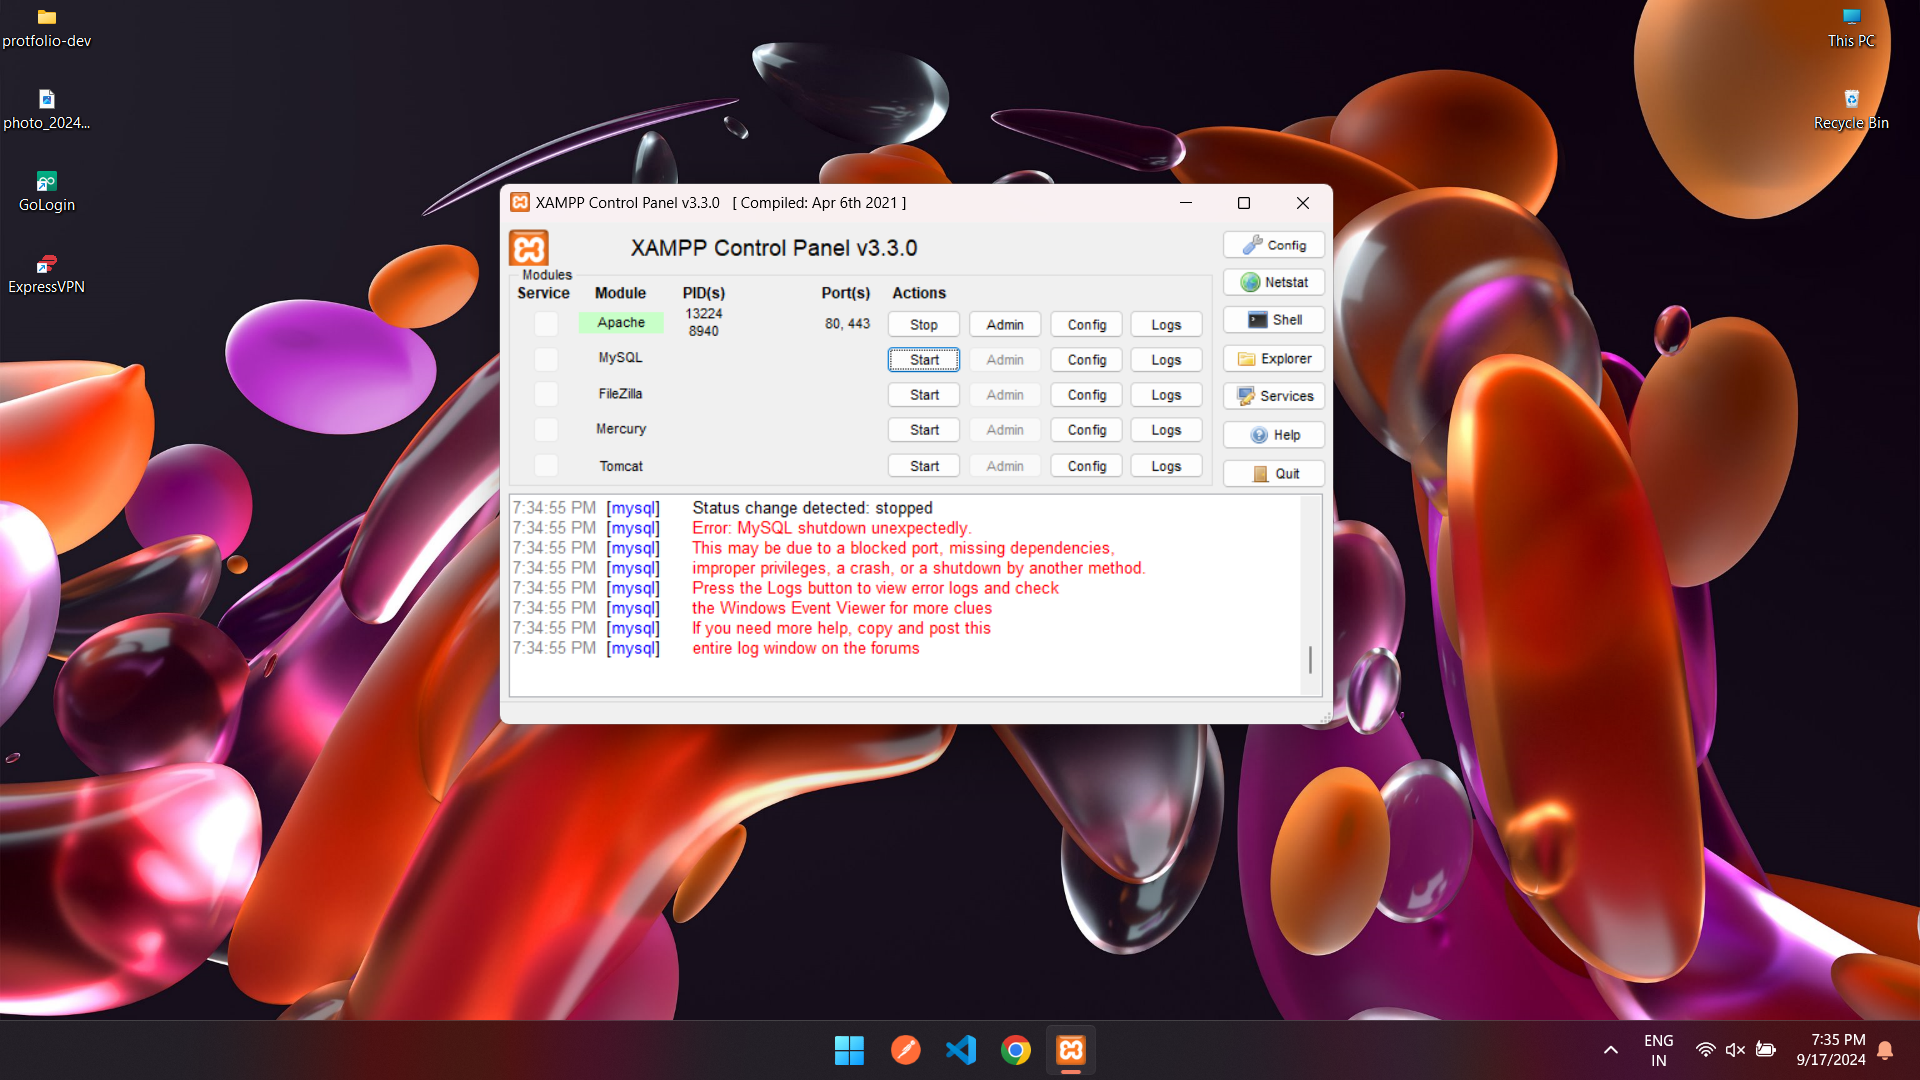 protfolio-dev
photo_2024...
GoLogin
ExpressVPN
This PC
Recycle Bin
XAMPP Control Panel v3.3.0 [ Compiled: Apr 6th 2021 ]
XAMPP Control Panel v3.3.0
Modules
Service Module PID(s) Port(s) Actions
Apache 13224 8940 80, 443 Stop Admin Config Logs
MySQL Start Admin Config Logs
FileZilla Start Admin Config Logs
Mercury Start Admin Config Logs
Tomcat Start Admin Config Logs
Config
Netstat
Shell
Explorer
Services
Help
Quit
7:34:55 PM [mysql] Status change detected: stopped
7:34:55 PM [mysql] Error: MySQL shutdown unexpectedly.
7:34:55 PM [mysql] This may be due to a blocked port, missing dependencies,
7:34:55 PM [mysql] improper privileges, a crash, or a shutdown by another method.
7:34:55 PM [mysql] Press the Logs button to view error logs and check
7:34:55 PM [mysql] the Windows Event Viewer for more clues
7:34:55 PM [mysql] If you need more help, copy and post this
7:34:55 PM [mysql] entire log window on the forums
ENG
IN
7:35 PM
9/17/2024